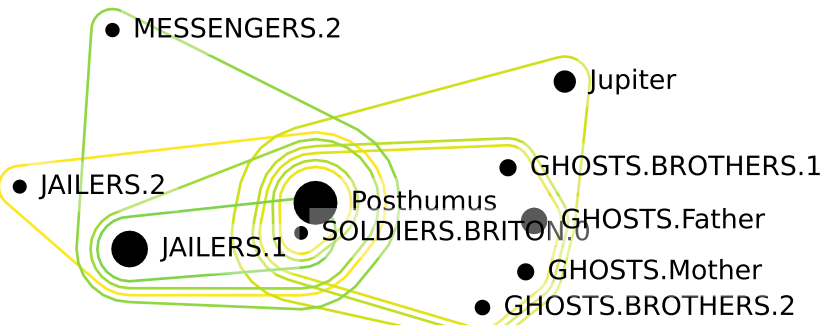 MESSENGERS.2
Jupiter
GHOSTS.BROTHERS.1
JAILERS.2
Posthumus
GHOSTS.Father
SOLDIERS.BRITON.0
JAILERS.1
GHOSTS.Mother
GHOSTS.BROTHERS.2